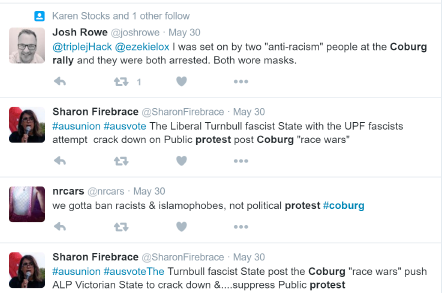 Karen Stocks and 1 other follow
Josh Rowe @joshrowe · May 30
@triplejHack @ezekielox I was set on by two "anti-racism" people at the Coburg
rally and they were both arrested. Both wore masks.
1
Sharon Firebrace @SharonFirebrace · May 30
#ausunion #ausvote The Liberal Turnbull fascist State with the UPF fascists
attempt crack down on Public protest post Coburg "race wars"
nrcars @nrcars · May 30
we gotta ban racists & islamophobes, not political protest #coburg
Sharon Firebrace @SharonFirebrace · May 30
#ausunion #ausvoteThe Turnbull fascist State post the Coburg "race wars" push
ALP Victorian State to crack down &....suppress Public protest